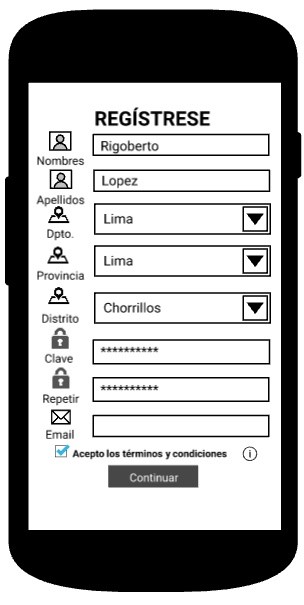 REGÍSTRESE
Rigoberto
Nombres
Lopez
Apellidos
Lima
Dpto.
Lima
Provincia
Chorrillos
Distrito
**********
Clave
**********
Repetir
Email
Acepto los términos y condiciones i
Continuar